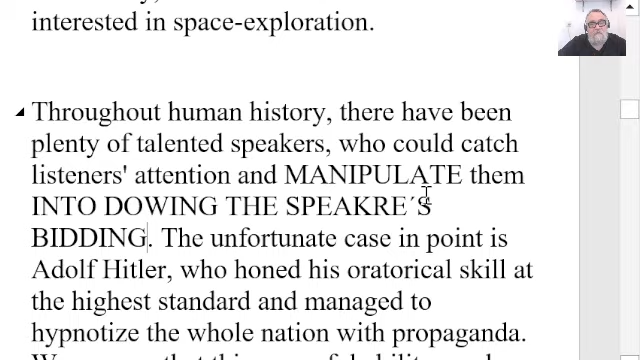 interested in space-exploration.
Throughout human history, there have been
plenty of talented speakers, who could catch
listeners' attention and MANIPULATE them
INTO DOWING THE SPEAKRE´S
BIDDING. The unfortunate case in point is
Adolf Hitler, who honed his oratorical skill at
the highest standard and managed to
hypnotize the whole nation with propaganda.